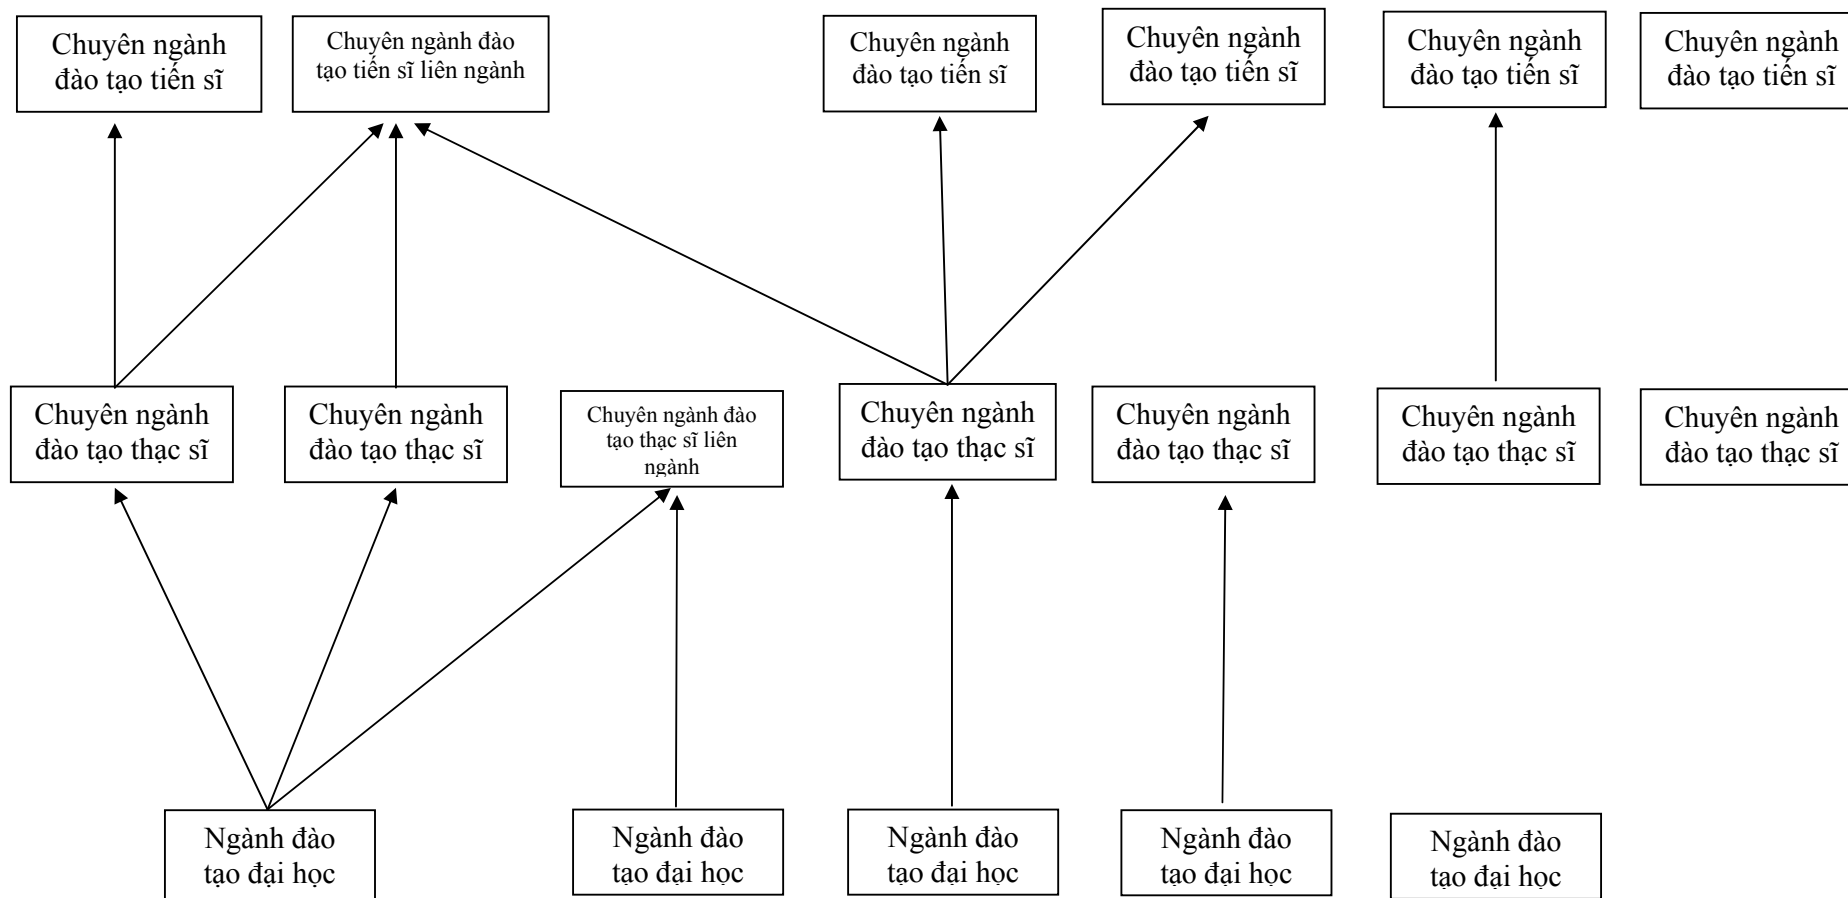 Chuyên ngành
đào tạo tiến sĩ
Chuyên ngành đào
tạo tiến sĩ liên ngành
Chuyên ngành
đào tạo tiến sĩ
Chuyên ngành
đào tạo tiến sĩ
Chuyên ngành
đào tạo tiến sĩ
Chuyên ngành
đào tạo tiến sĩ
Chuyên ngành
đào tạo thạc sĩ
Chuyên ngành
đào tạo thạc sĩ
Chuyên ngành đào
tạo thạc sĩ liên
ngành
Chuyên ngành
đào tạo thạc sĩ
Chuyên ngành
đào tạo thạc sĩ
Chuyên ngành
đào tạo thạc sĩ
Chuyên ngành
đào tạo thạc sĩ
Ngành đào
tạo đại học
Ngành đào
tạo đại học
Ngành đào
tạo đại học
Ngành đào
tạo đại học
Ngành đào
tạo đại học